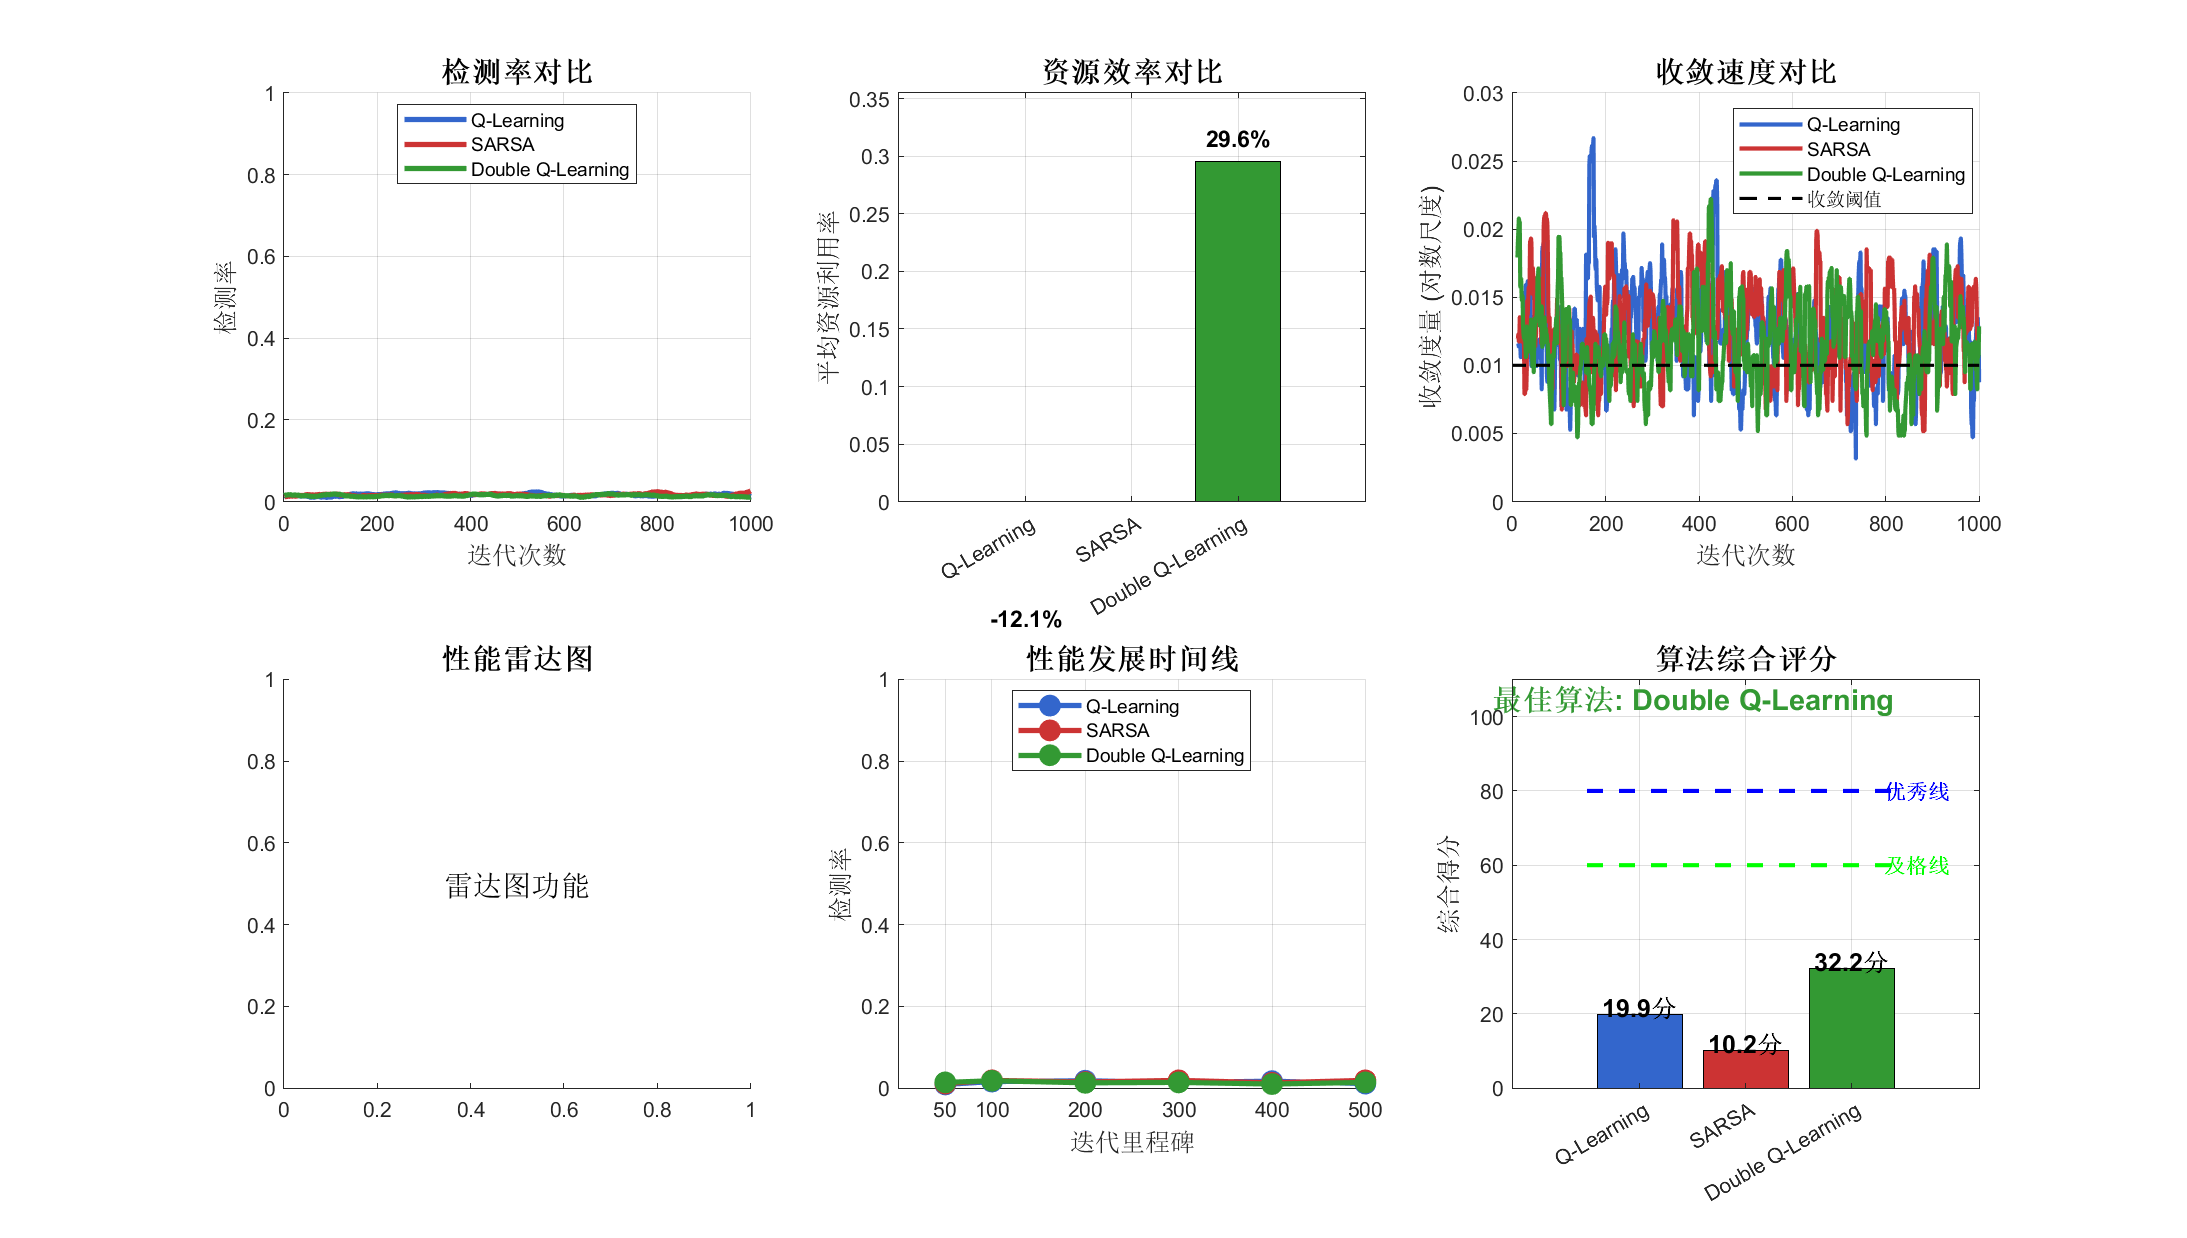 检测率对比
1
0.8
0.6
0.4
0.2
0
0 200 400 600 800 1000
检测率
迭代次数
Q-Learning
SARSA
Double Q-Learning
资源效率对比
0.35
0.3
0.25
0.2
0.15
0.1
0.05
0
平均资源利用率
29.6%
Q-Learning
SARSA
Double Q-Learning
-12.1%
收敛速度对比
0.03
0.025
0.02
0.015
0.01
0.005
0
0 200 400 600 800 1000
收敛度量 (对数尺度)
迭代次数
Q-Learning
SARSA
Double Q-Learning
收敛阈值
性能雷达图
1
0.8
0.6
0.4
0.2
0
0 0.2 0.4 0.6 0.8 1
雷达图功能
性能发展时间线
1
0.8
0.6
0.4
0.2
0
50 100 200 300 400 500
检测率
迭代里程碑
Q-Learning
SARSA
Double Q-Learning
算法综合评分
最佳算法: Double Q-Learning
100
80
60
40
20
0
综合得分
优秀线
及格线
19.9分
10.2分
32.2分
Q-Learning
SARSA
Double Q-Learning